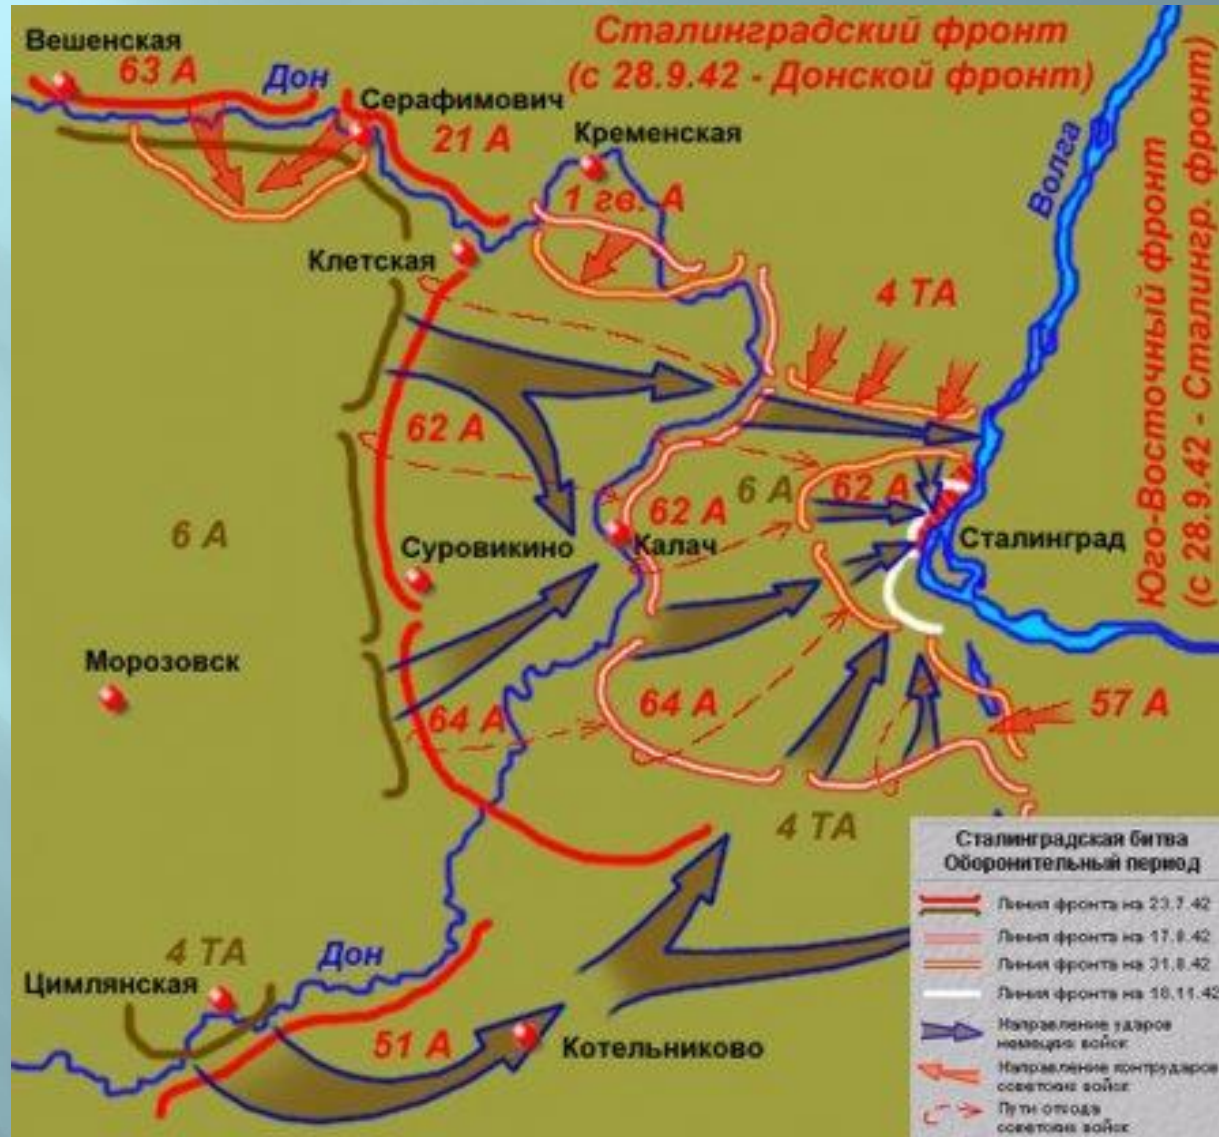 Сталинградский фронт
(с 28.9.42 - Донской фронт)
Юго-Восточный фронт
(с 28.9.42 - Сталингр. фронт)
Вешенская
63 А
Дон
Серафимович
21 А
Кременская
1 гв. А
Волга
Клетская
4 ТА
62 А
6 А
62 А
6 А
62 А
Суровикино
Калач
Сталинград
Морозовск
64 А
64 А
57 А
4 ТА
4 ТА
Дон
Цимлянская
51 А
Котельниково
Сталинградская битва
Оборонительный период
Линия фронта на 23.7.42
Линия фронта на 17.8.42
Линия фронта на 31.8.42
Линия фронта на 18.11.42
Направление ударов
немецких войск
Направление контрударов
советских войск
Пути отхода
советских войск